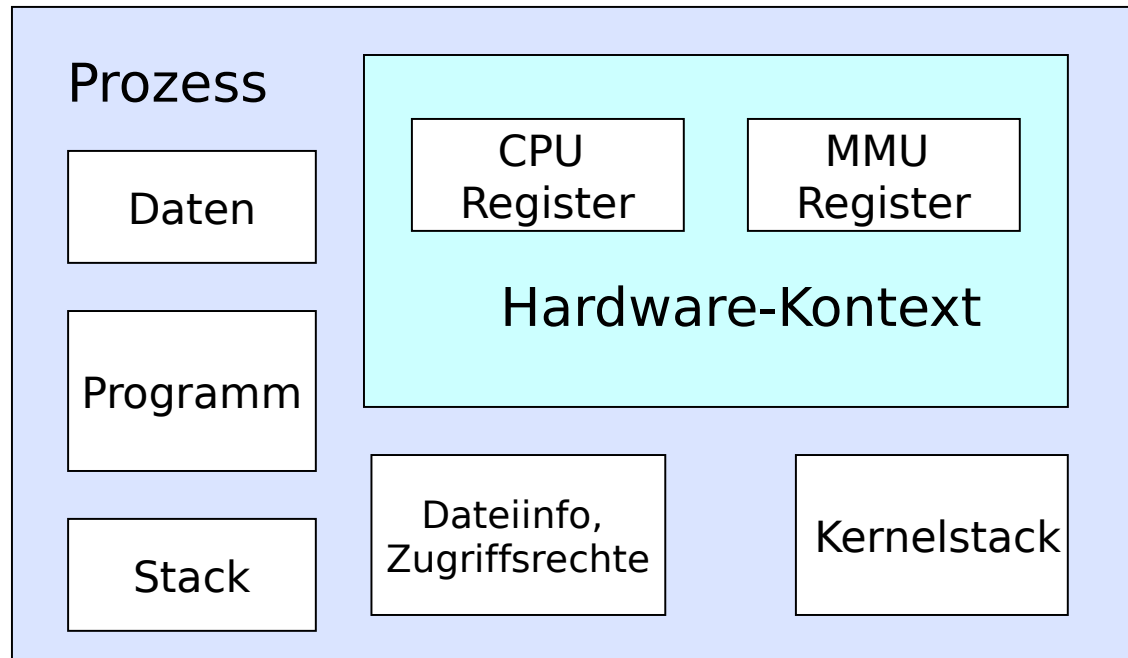 Prozess
Daten
Programm
Stack
CPU
Register
MMU
Register
Hardware-Kontext
Dateiinfo,
Zugriffsrechte
Kernelstack